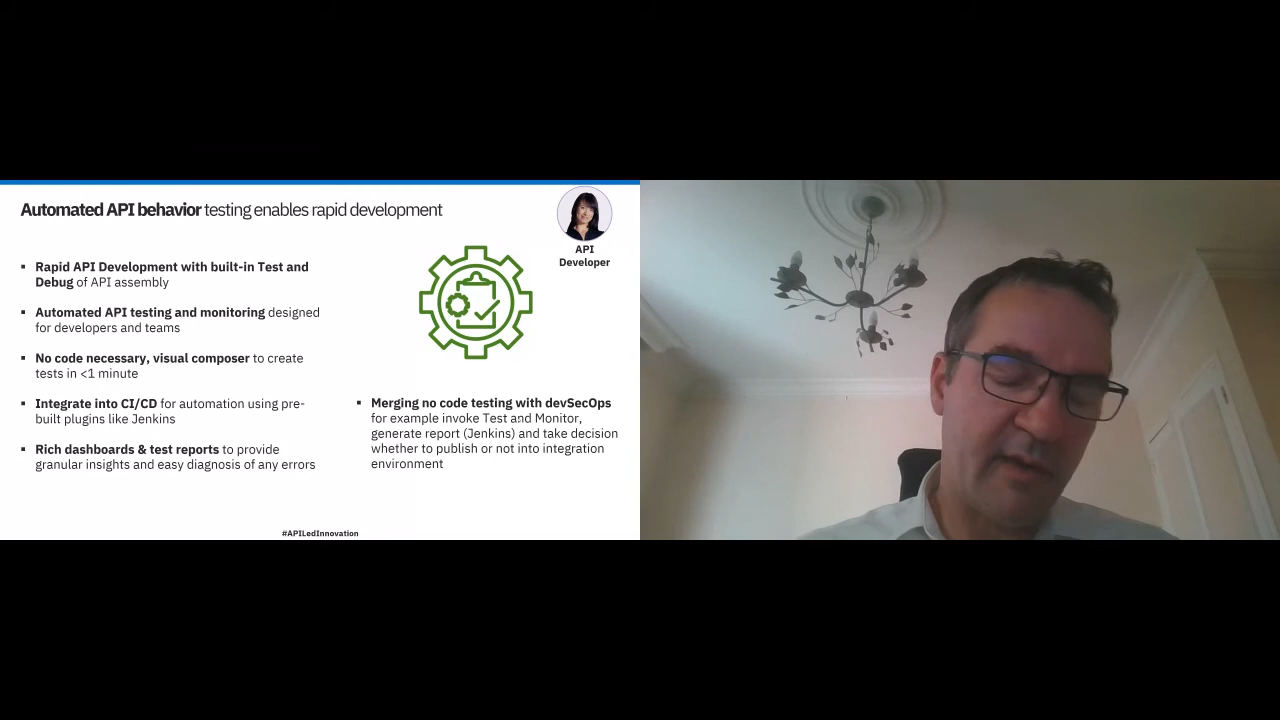 Automated API behavior testing enables rapid development
API
Developer
▪ Rapid API Development with built-in Test and
Debug of API assembly
▪ Automated API testing and monitoring designed
for developers and teams
▪ No code necessary, visual composer to create
tests in <1 minute
▪ Integrate into CI/CD for automation using pre-
built plugins like Jenkins
▪ Rich dashboards & test reports to provide
granular insights and easy diagnosis of any errors
▪ Merging no code testing with devSecOps
for example invoke Test and Monitor,
generate report (Jenkins) and take decision
whether to publish or not into integration
environment
#APILedInnovation